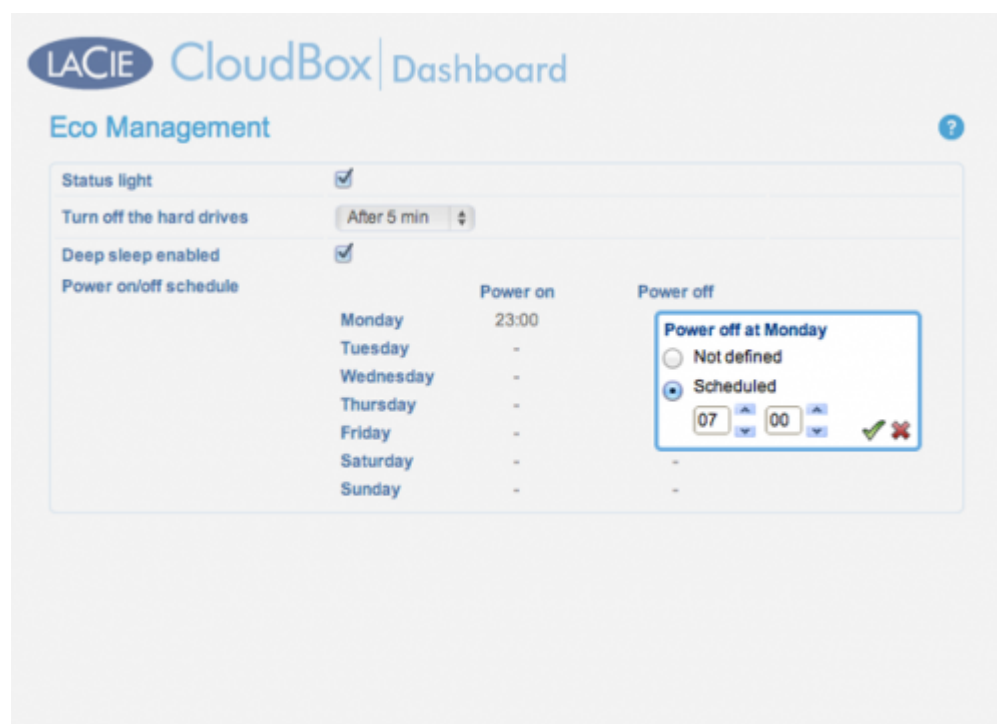 LACIE CloudBox Dashboard
Eco Management ?
Status light
Turn off the hard drives After 5 min
Deep sleep enabled
Power on/off schedule
Power on Power off
Monday 23:00
Tuesday -
Wednesday -
Thursday -
Friday -
Saturday - -
Sunday - -
Power off at Monday
Not defined
Scheduled
07 00